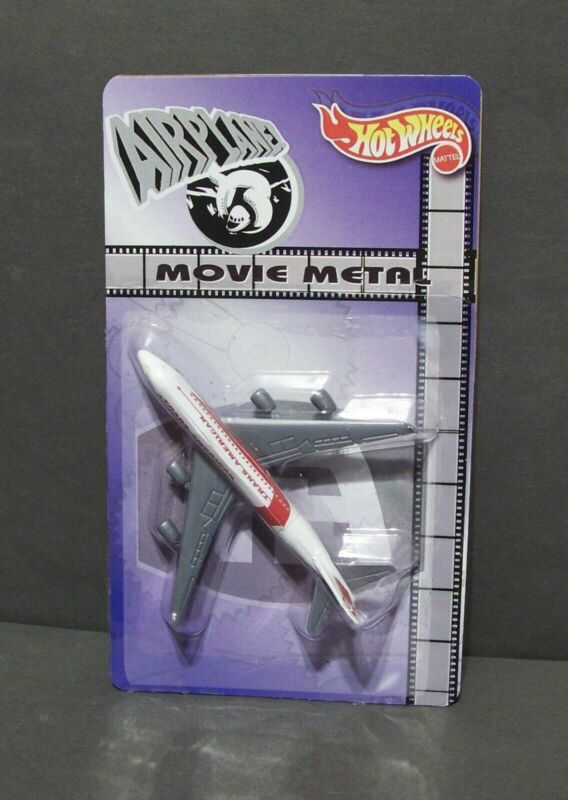 AIRPLANE!
HOT WHEELS
MATTEL
MOVIE METAL
TRANS AMERICAN